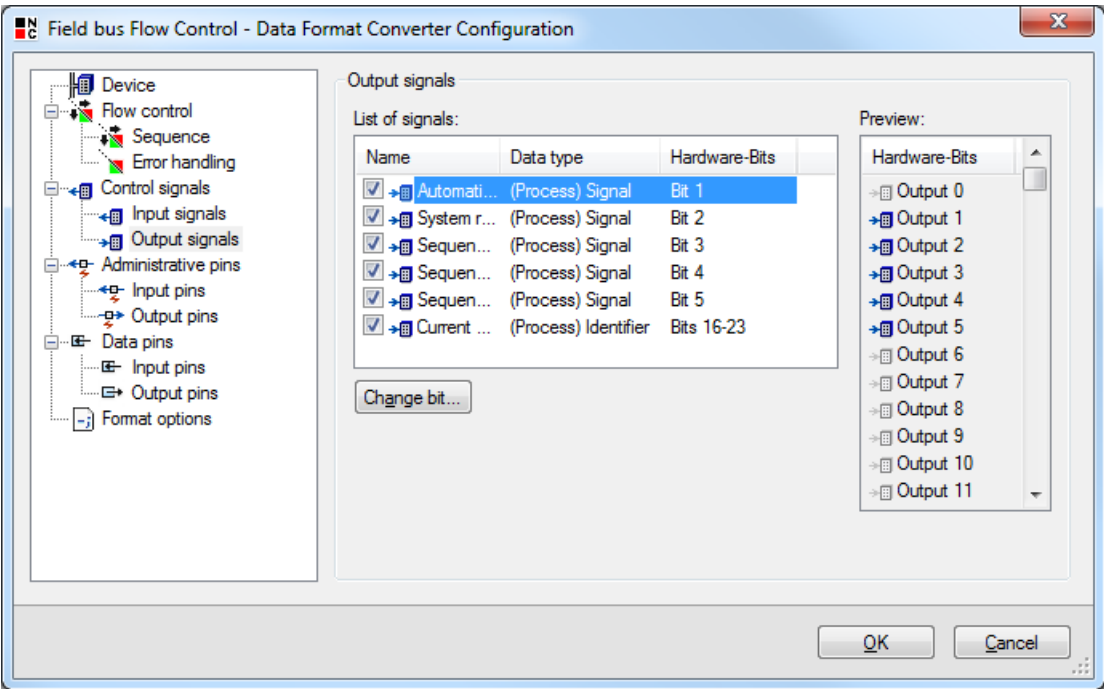 Field bus Flow Control - Data Format Converter Configuration
Device
Flow control
Sequence
Error handling
Control signals
Input signals
Output signals
Administrative pins
Input pins
Output pins
Data pins
Input pins
Output pins
Format options
Output signals
List of signals:
Name Data type Hardware-Bits
Automati... (Process) Signal Bit 1
System r... (Process) Signal Bit 2
Sequen... (Process) Signal Bit 3
Sequen... (Process) Signal Bit 4
Sequen... (Process) Signal Bit 5
Current ... (Process) Identifier Bits 16-23
Change bit...
Preview:
Hardware-Bits
Output 0
Output 1
Output 2
Output 3
Output 4
Output 5
Output 6
Output 7
Output 8
Output 9
Output 10
Output 11
OK Cancel